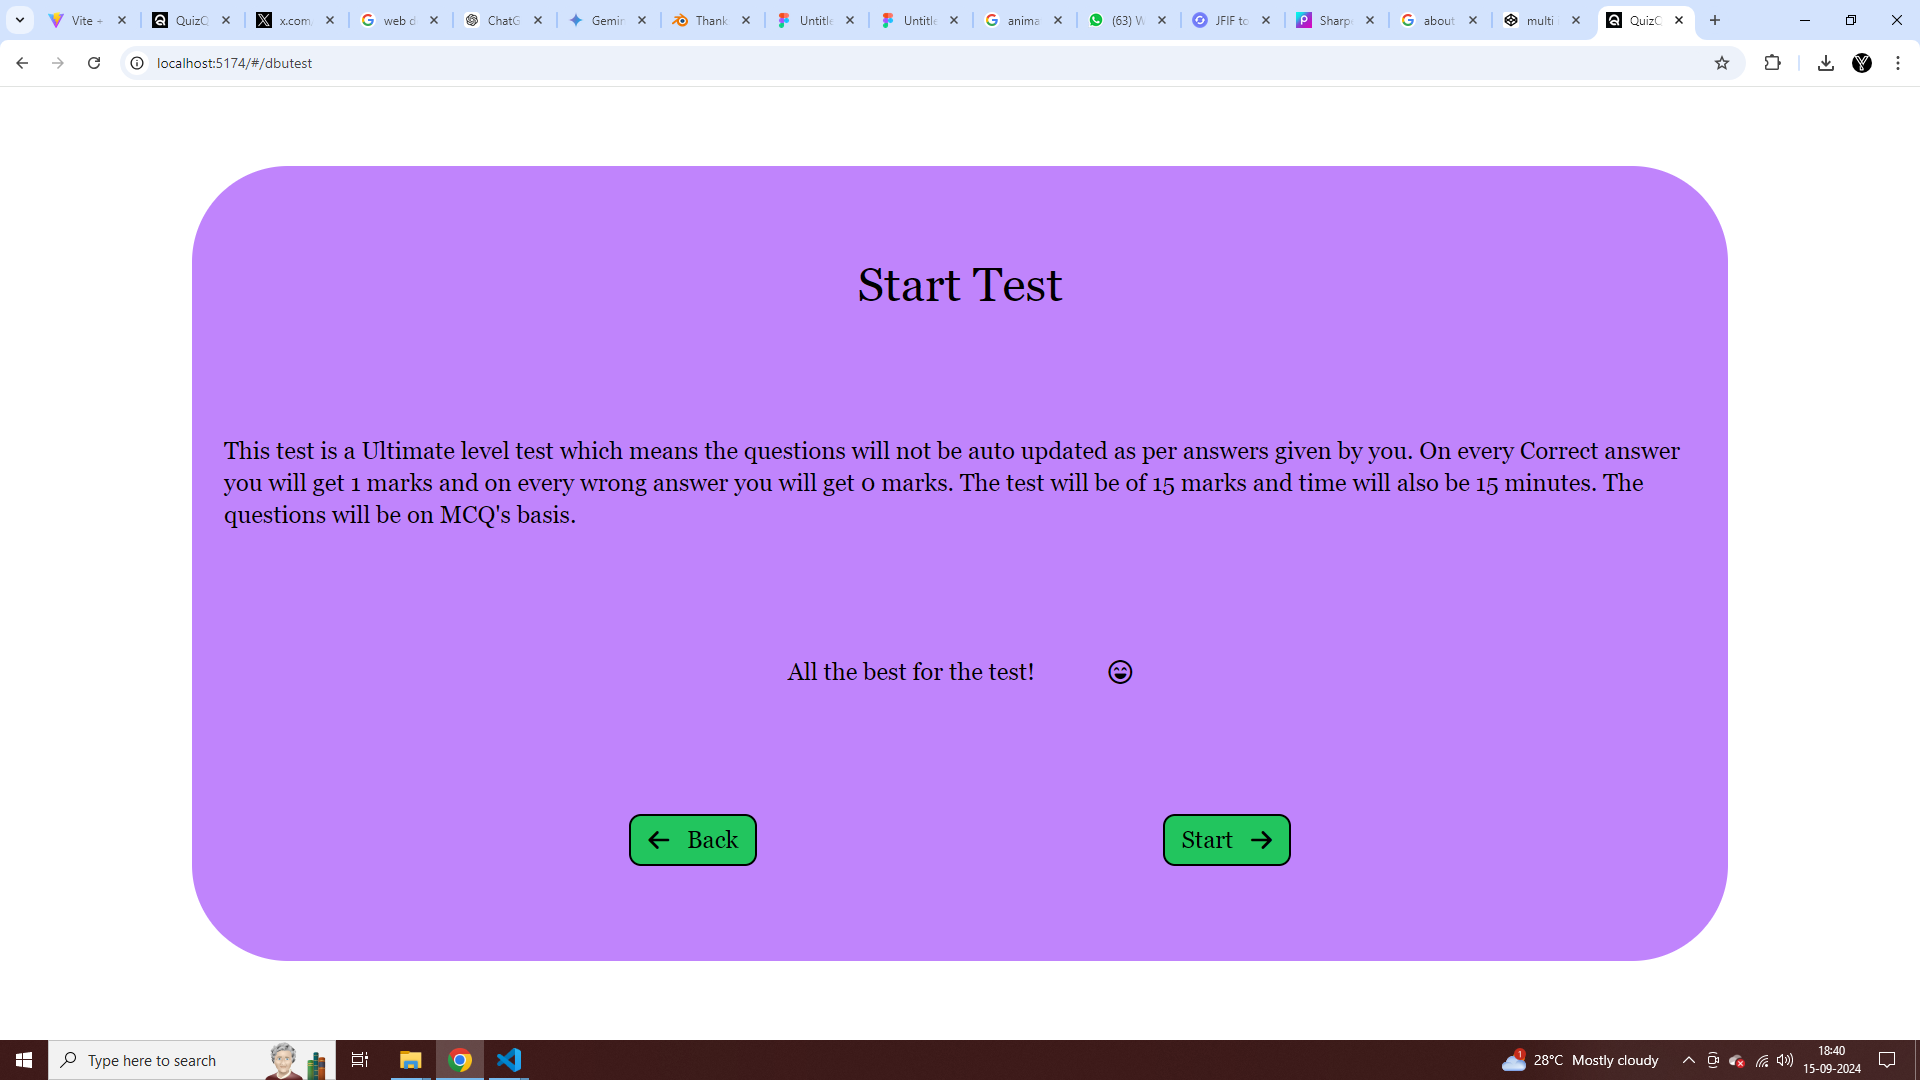 Vite +
QuizQ
x.com
web d
ChatG
Gemin
Thank
Untitle
Untitle
anima
(63) W
JFIF to
Sharpe
about
multi i
QuizQ
localhost:5174/#/dbutest
Start Test
This test is a Ultimate level test which means the questions will not be auto updated as per answers given by you. On every Correct answer
you will get 1 marks and on every wrong answer you will get 0 marks. The test will be of 15 marks and time will also be 15 minutes. The
questions will be on MCQ's basis.
All the best for the test!
Back
Start
Type here to search
1
28°C Mostly cloudy
18:40
15-09-2024